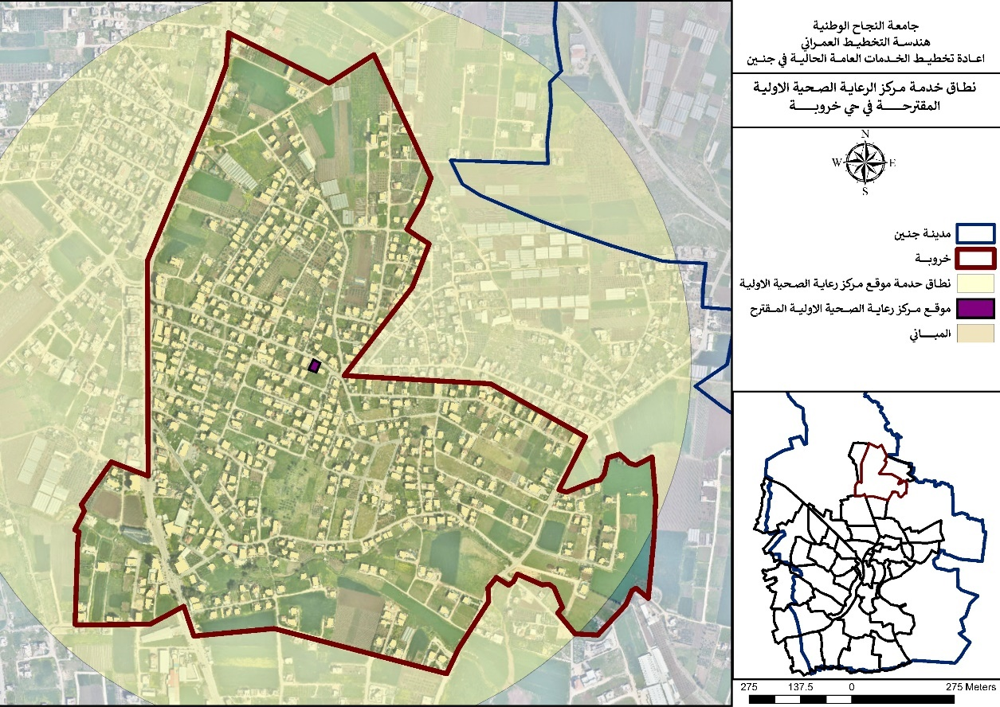 جامعة النجاح الوطنية
هندسة التخطيط العمراني
اعادة تخطيط الخدمات العامة الحالية في جنين
نطاق خدمة مركز الرعاية الصحية الاولية
المقترحة في حي خروبة
N
W E
S
مدينة جنين
خروبة
نطاق حدمة موقع مركز رعاية الصحية الاولية
موقع مركز رعاية الصحية الاولية المقترح
المباني
275 137.5 0 275 Meters